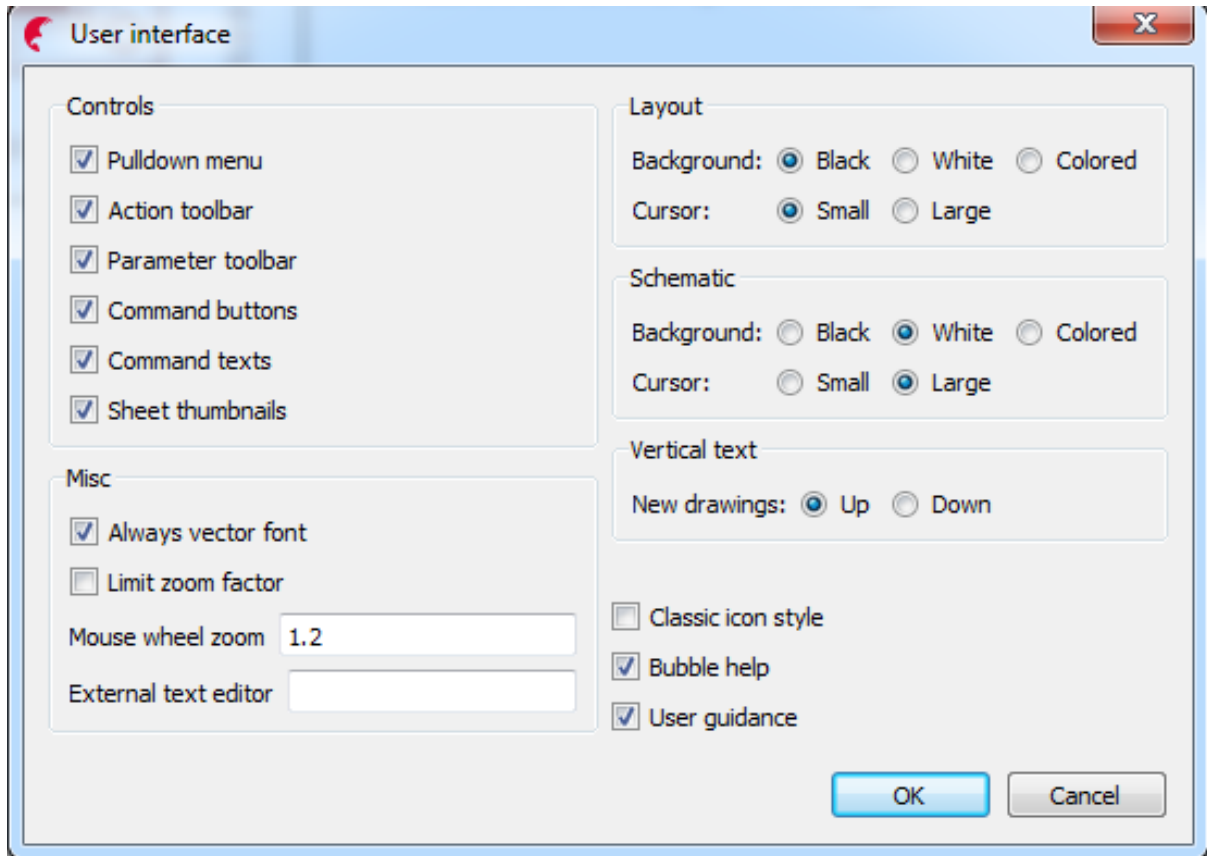 User interface
Controls
Pulldown menu
Action toolbar
Parameter toolbar
Command buttons
Command texts
Sheet thumbnails
Misc
Always vector font
Limit zoom factor
Mouse wheel zoom 1.2
External text editor
Layout
Background: Black White Colored
Cursor: Small Large
Schematic
Background: Black White Colored
Cursor: Small Large
Vertical text
New drawings: Up Down
Classic icon style
Bubble help
User guidance
OK Cancel